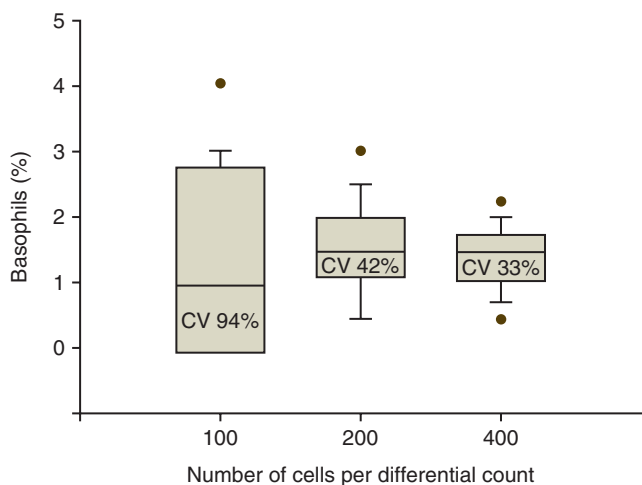 5
4
3
2
1
0
Basophils (%)
CV 94%
CV 42%
CV 33%
100
200
400
Number of cells per differential count